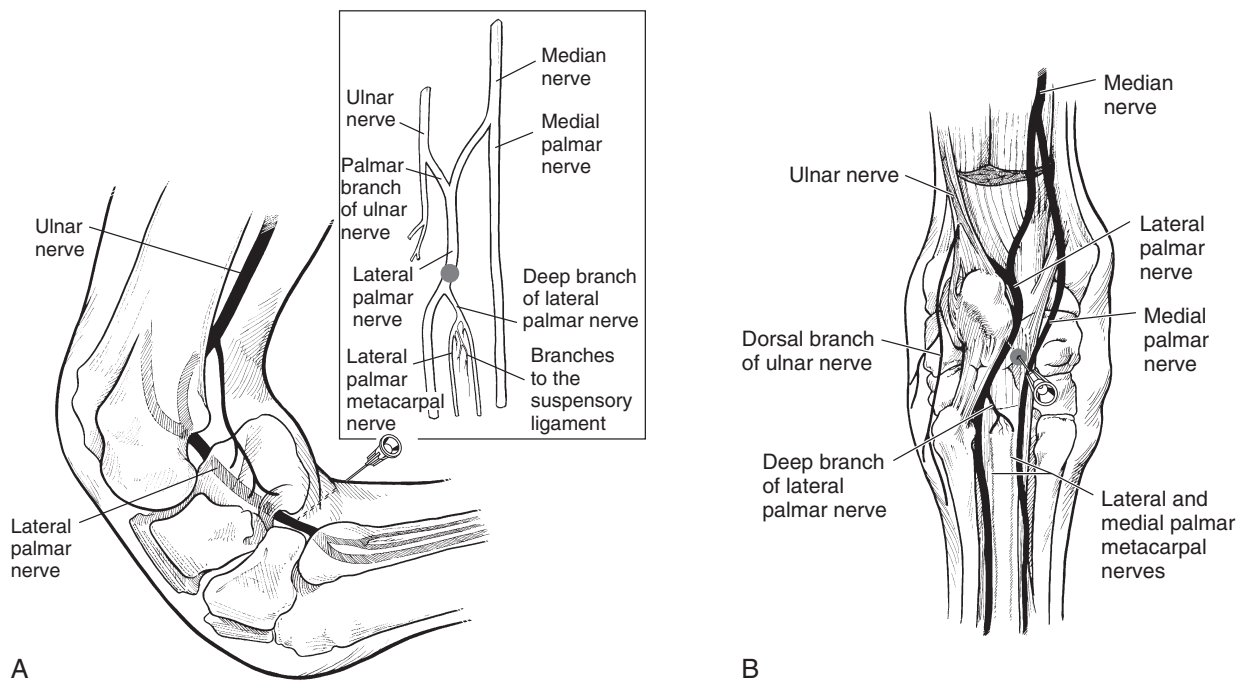 Median
nerve
Ulnar
nerve
Medial
palmar
nerve
Palmar
branch
of ulnar
nerve
Lateral
palmar
nerve
Deep branch
of lateral
palmar nerve
Lateral
palmar
metacarpal
nerve
Branches
to the
suspensory
ligament
Ulnar
nerve
Lateral
palmar
nerve
A
Median
nerve
Ulnar nerve
Lateral
palmar
nerve
Medial
palmar
nerve
Dorsal branch
of ulnar nerve
Deep branch
of lateral
palmar nerve
Lateral and
medial palmar
metacarpal
nerves
B